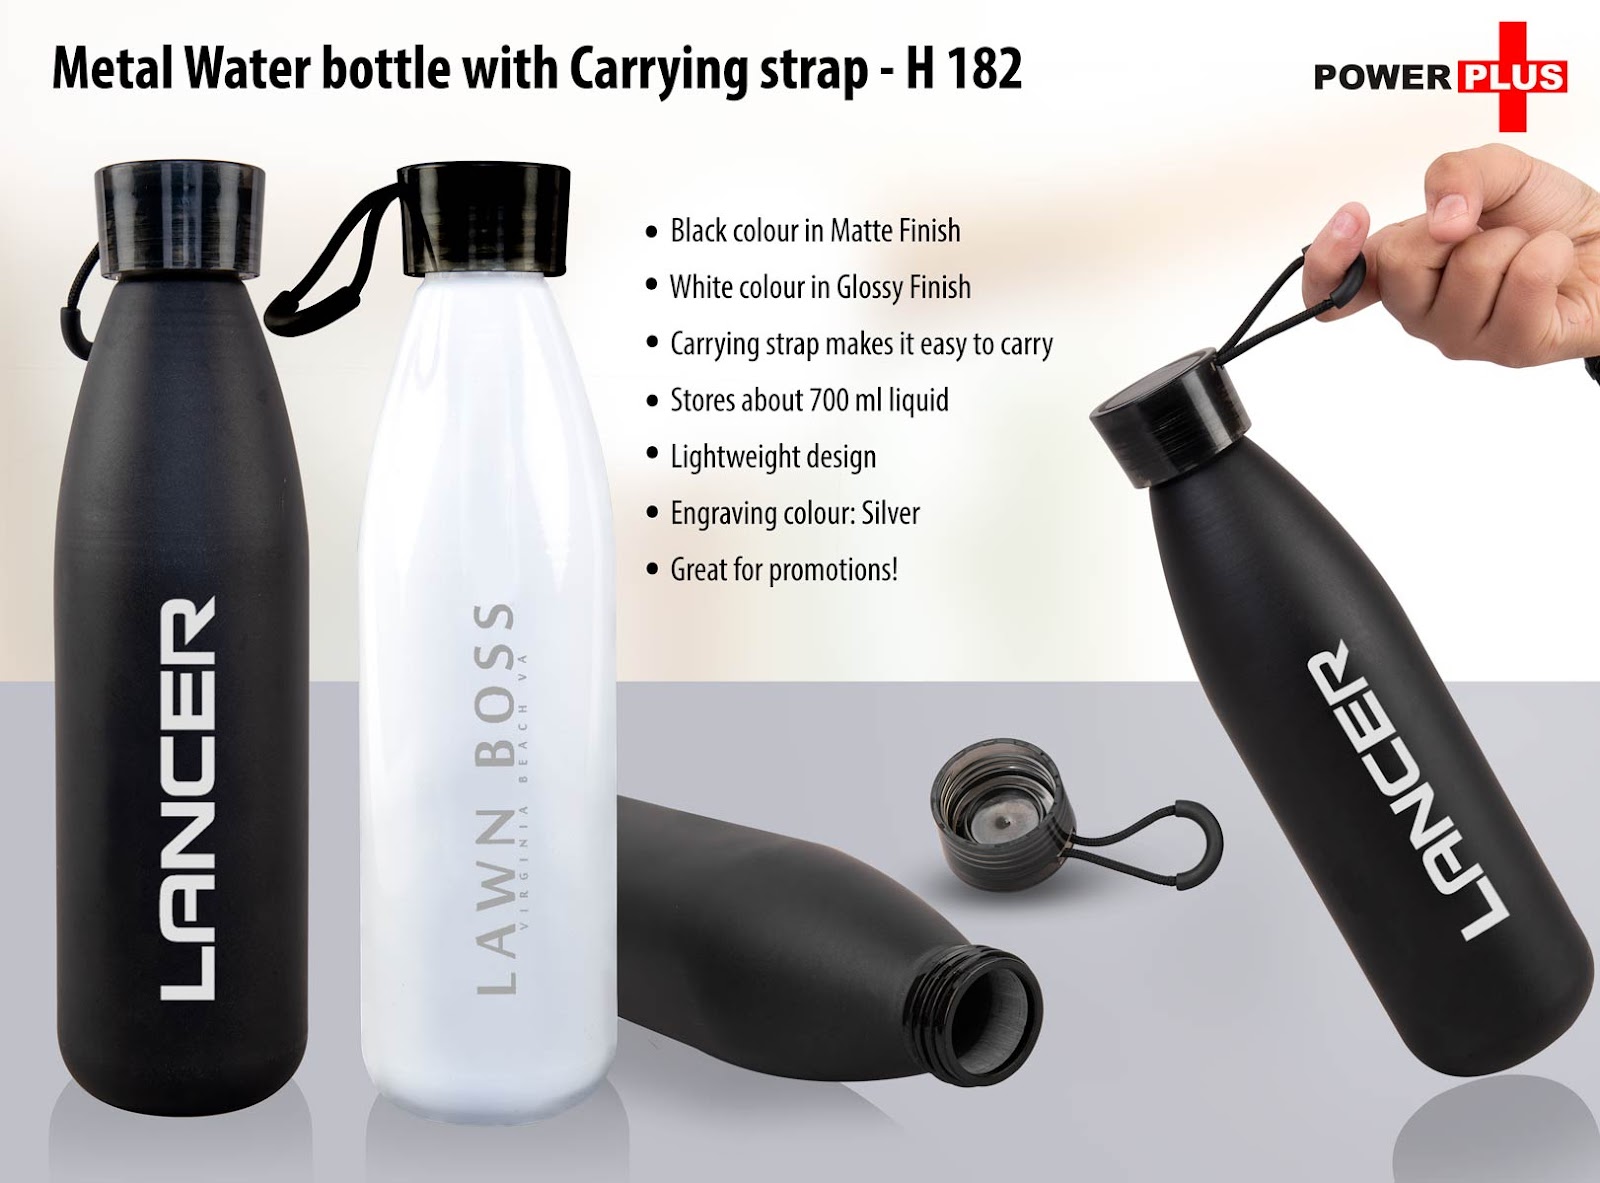 Metal Water bottle with Carrying strap - H 182
POWER PLUS
• Black colour in Matte Finish
• White colour in Glossy Finish
• Carrying strap makes it easy to carry
• Stores about 700 ml liquid
• Lightweight design
• Engraving colour: Silver
• Great for promotions!
LANCER
LAWN BOSS
VIRGINIA BEACH VA
LANCER